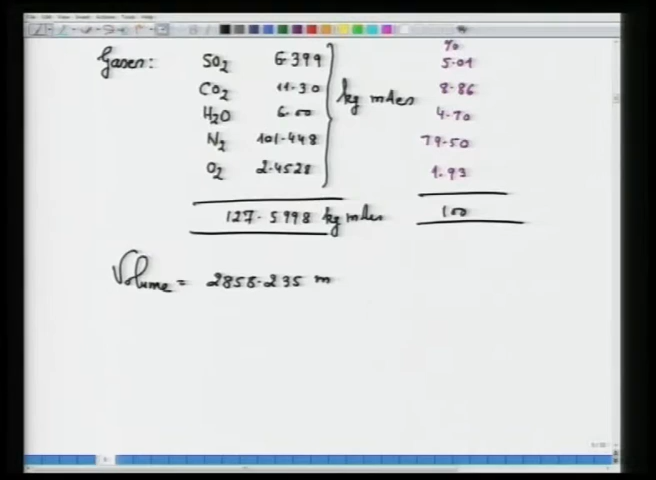 %
Gases: SO2 6.399 5.01
CO2 11.30 kg moles 8.86
H2O 6.00 4.70
N2 101.448 79.50
O2 2.4528 1.93
127.5998 kg moles 100
Volume = 2858.235 m